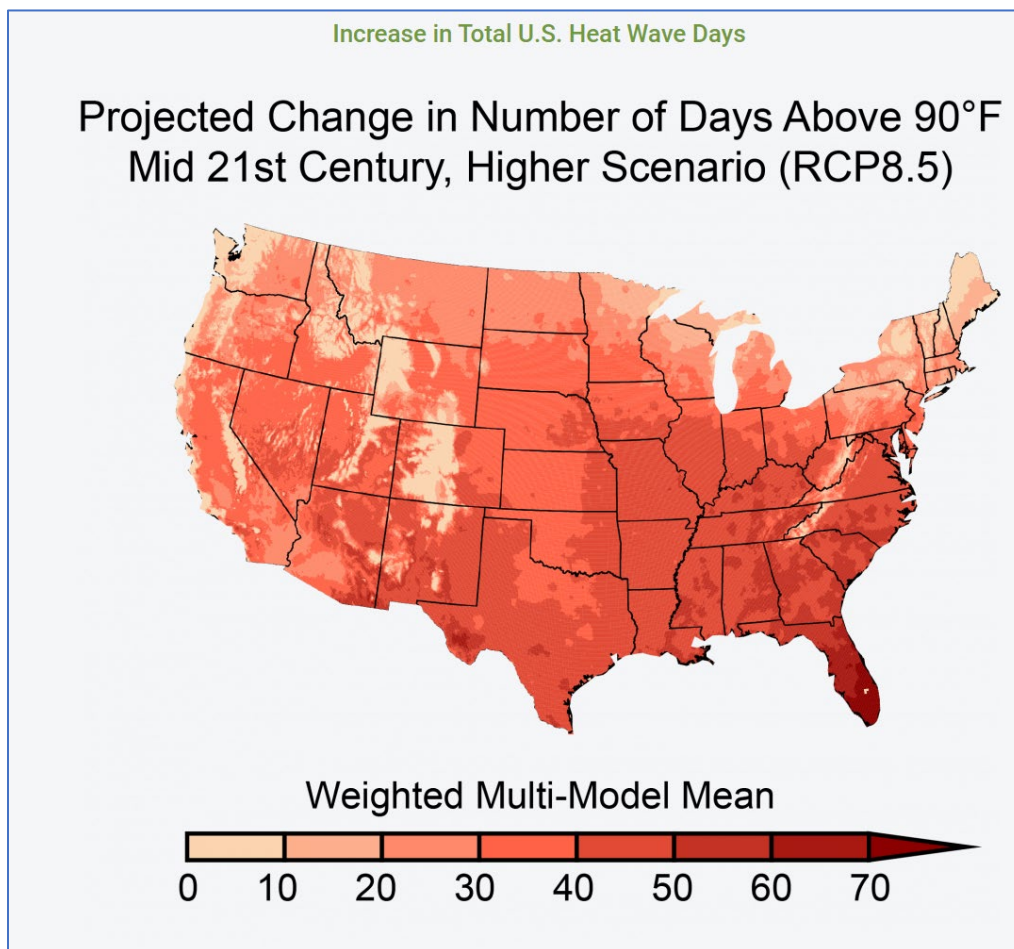 Increase in Total U.S. Heat Wave Days
Projected Change in Number of Days Above 90°F
Mid 21st Century, Higher Scenario (RCP8.5)
Weighted Multi-Model Mean
0 10 20 30 40 50 60 70